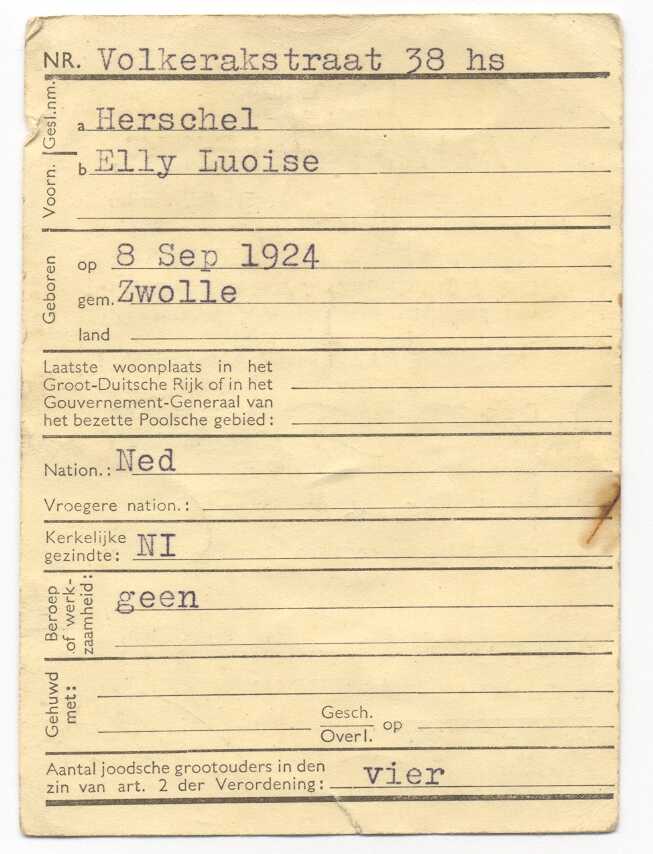 NR. Volkerakstraat 38 hs
Gesl.nm. a Herschel
Voorn. b Elly Luoise
Geboren op 8 Sep 1924
gem. Zwolle
land
Laatste woonplaats in het
Groot-Duitsche Rijk of in het
Gouvernement-Generaal van
het bezette Poolsche gebied:
Nation.: Ned
Vroegere nation.:
Kerkelijke
gezindte: NI
Beroep
of werk-
zaamheid: geen
Gehuwd
met:
Gesch.
Overl. op
Aantal joodsche grootouders in den
zin van art. 2 der Verordening: vier